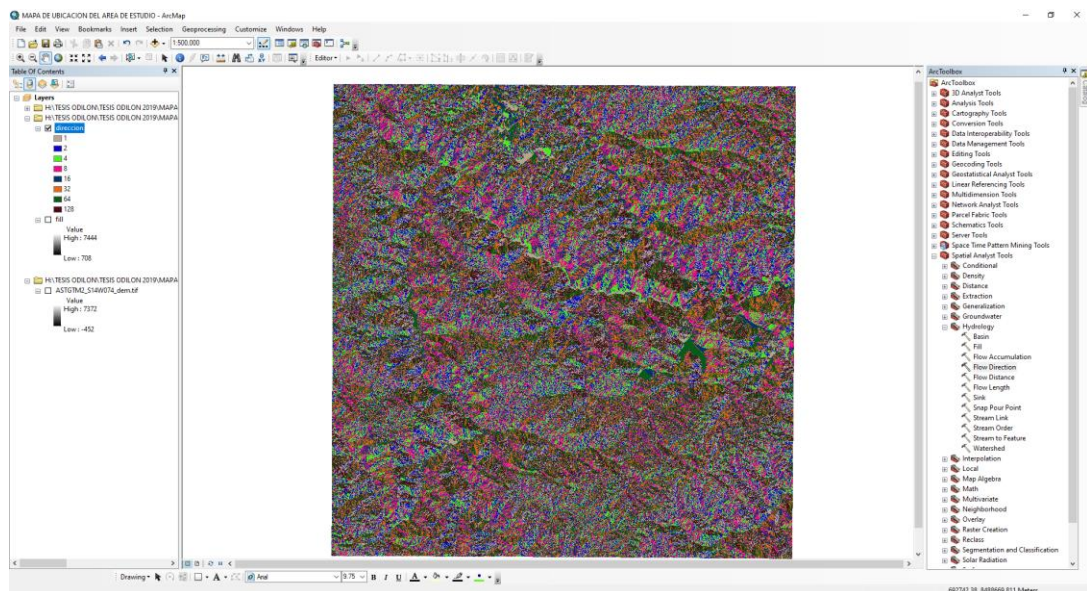 MAPA DE UBICACION DEL AREA DE ESTUDIO - ArcMap
File Edit View Bookmarks Insert Selection Geoprocessing Customize Windows Help
1:500,000
Editor
Table Of Contents
Layers
H:\TESIS ODILON\TESIS ODILON 2019\MAPA
H:\TESIS ODILON\TESIS ODILON 2019\MAPA
direccion
1
2
4
8
16
32
64
128
fill
Value
High : 7444
Low : 708
H:\TESIS ODILON\TESIS ODILON 2019\MAPA
ASTGTM2_S14W074_dem.tif
Value
High : 7372
Low : -452
ArcToolbox
ArcToolbox
3D Analyst Tools
Analysis Tools
Cartography Tools
Conversion Tools
Data Interoperability Tools
Data Management Tools
Editing Tools
Geocoding Tools
Geostatistical Analyst Tools
Linear Referencing Tools
Multidimension Tools
Network Analyst Tools
Parcel Fabric Tools
Schematics Tools
Server Tools
Space Time Pattern Mining Tools
Spatial Analyst Tools
Conditional
Density
Distance
Extraction
Generalization
Groundwater
Hydrology
Basin
Fill
Flow Accumulation
Flow Direction
Flow Distance
Flow Length
Sink
Snap Pour Point
Stream Link
Stream Order
Stream to Feature
Watershed
Interpolation
Local
Map Algebra
Math
Multivariate
Neighborhood
Overlay
Raster Creation
Reclass
Segmentation and Classification
Solar Radiation
Catalog
Drawing
A
Arial
9.75
B I U A